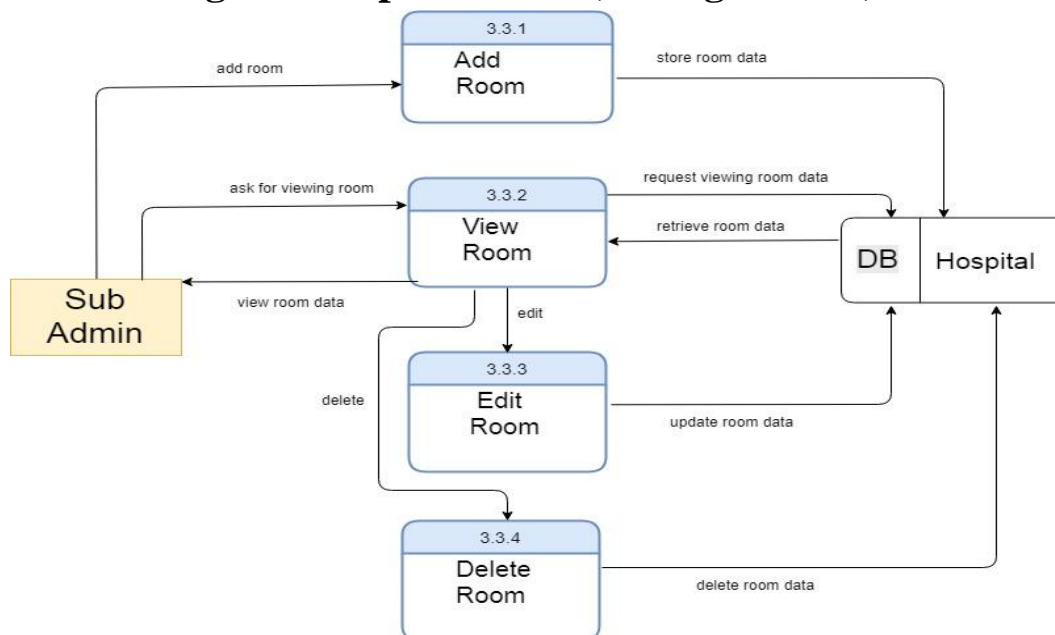 3.3.1
Add
Room
add room
store room data
ask for viewing room
3.3.2
View
Room
request viewing room data
retrieve room data
DB
Hospital
Sub
Admin
view room data
edit
3.3.3
Edit
Room
delete
update room data
3.3.4
Delete
Room
delete room data